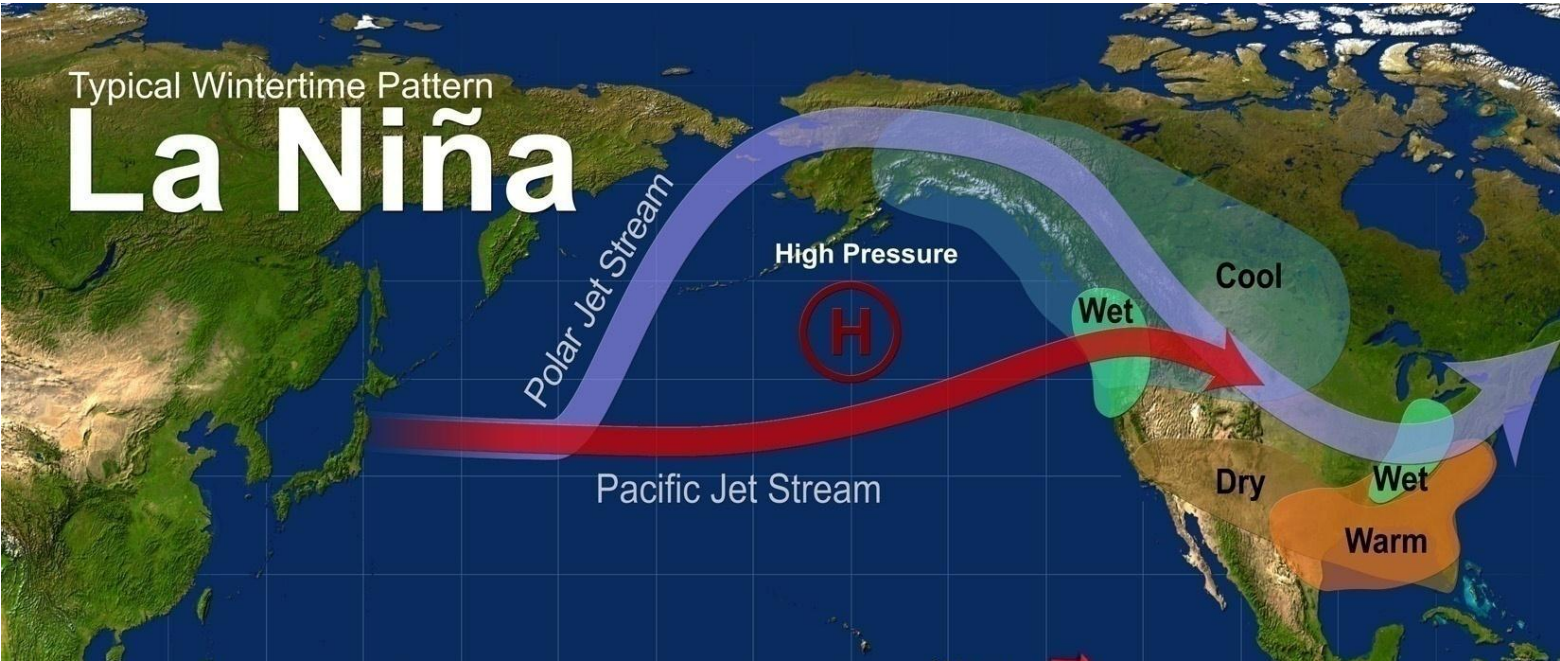 Typical Wintertime Pattern
La Niña
Polar Jet Stream
High Pressure
H
Cool
Wet
Pacific Jet Stream
Dry
Wet
Warm